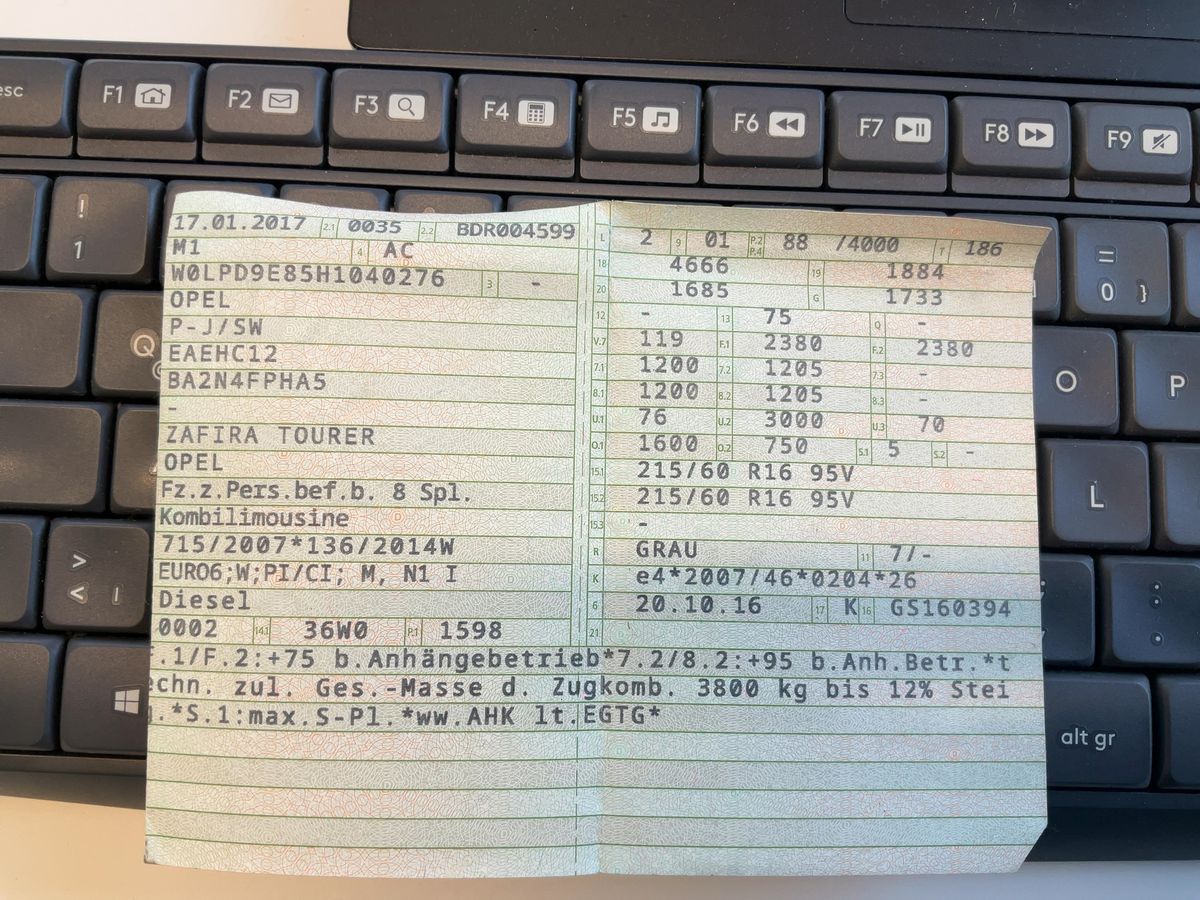 esc F1 F2 F3 F4 F5 F6 F7 F8 F9
! 1 = 0 }
Q O P
L
> < |
alt gr
17.01.2017 2.1 0035 2.2 BDR004599 L 2 9 01 P.2 P.4 88 /4000 T 186
M1 4 AC 18 4666 19 1884
W0LPD9E85H1040276 3 - 20 1685 G 1733
OPEL 12 - 13 75 Q -
P-J/SW V.7 119 F.1 2380 F.2 2380
EAEHC12 7.1 1200 7.2 1205 7.3 -
BA2N4FPHA5 8.1 1200 8.2 1205 8.3 -
- U.1 76 U.2 3000 U.3 70
ZAFIRA TOURER O.1 1600 O.2 750 S.1 5 S.2 -
OPEL 15.1 215/60 R16 95V
Fz.z.Pers.bef.b. 8 Spl. 15.2 215/60 R16 95V
Kombilimousine 15.3 -
715/2007*136/2014W R GRAU 11 7/-
EURO6;W;PI/CI; M, N1 I K e4*2007/46*0204*26
Diesel 6 20.10.16 17 K 16 GS160394
0002 14.1 36W0 P.1 1598 21
.1/F.2:+75 b.Anhängebetrieb*7.2/8.2:+95 b.Anh.Betr.*t
echn. zul. Ges.-Masse d. Zugkomb. 3800 kg bis 12% Stei
.*S.1:max.S-Pl.*ww.AHK lt.EGTG*